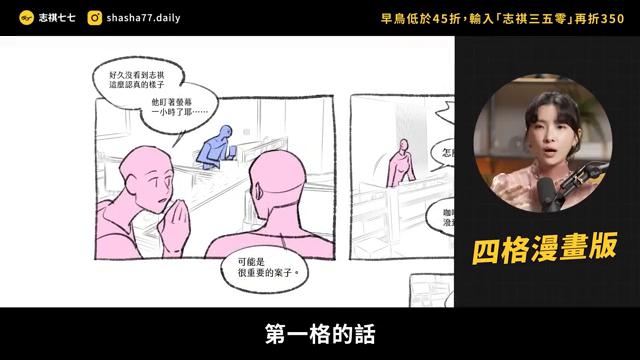 志祺七七
shasha77.daily
早鳥低於45折,輸入「志祺三五零」再折350
好久沒看到志祺
這麼認真的樣子
他盯著螢幕
一小時了耶⋯⋯
可能是
很重要的案子。
四格漫畫版
第一格的話